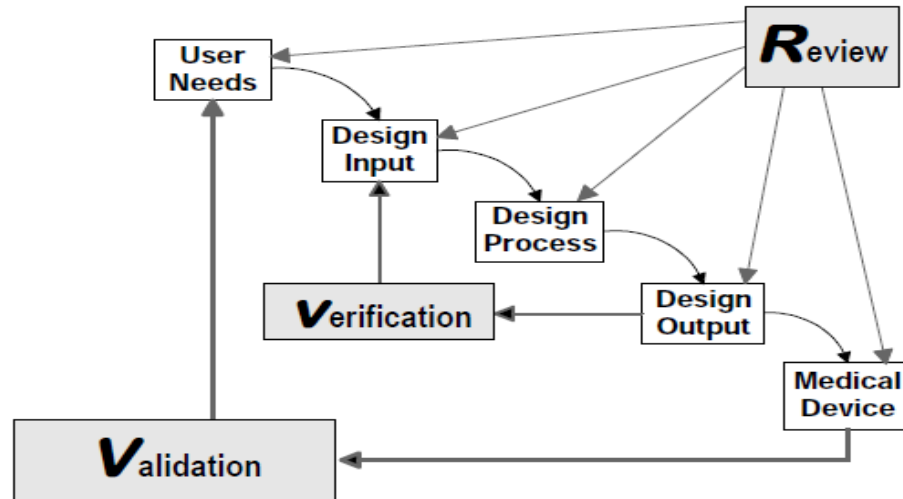 Review
User
Needs
Design
Input
Design
Process
Verification
Design
Output
Medical
Device
Validation